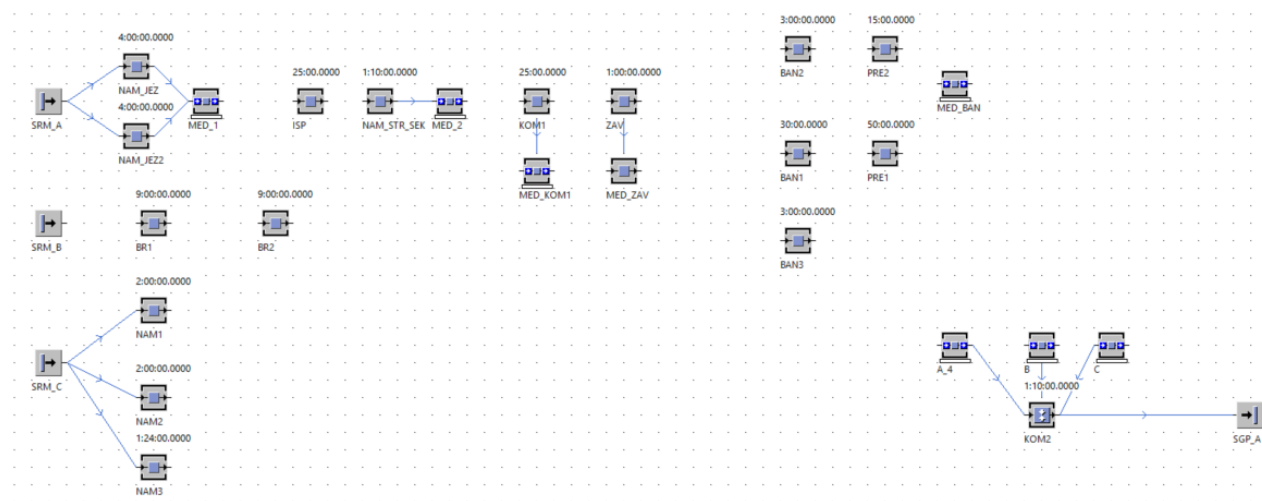 3:00:00.0000 15:00.0000
4:00:00.0000
BAN2 PRE2
25:00.0000 1:10:00.0000 25:00.0000 1:00:00.0000
NAM_JEZ
4:00:00.0000
MED_BAN
SRM_A MED_1 ISP NAM_STR_SEK MED_2 KOM1 ZAV
30:00.0000 50:00.0000
NAM_JEZ2
BAN1 PRE1
MED_KOM1 MED_ZAV
9:00:00.0000 9:00:00.0000
3:00:00.0000
SRM_B BR1 BR2
BAN3
2:00:00.0000
NAM1
2:00:00.0000
SRM_C A_4 B C
1:10:00.0000
NAM2
KOM2 SGP_A
1:24:00.0000
NAM3